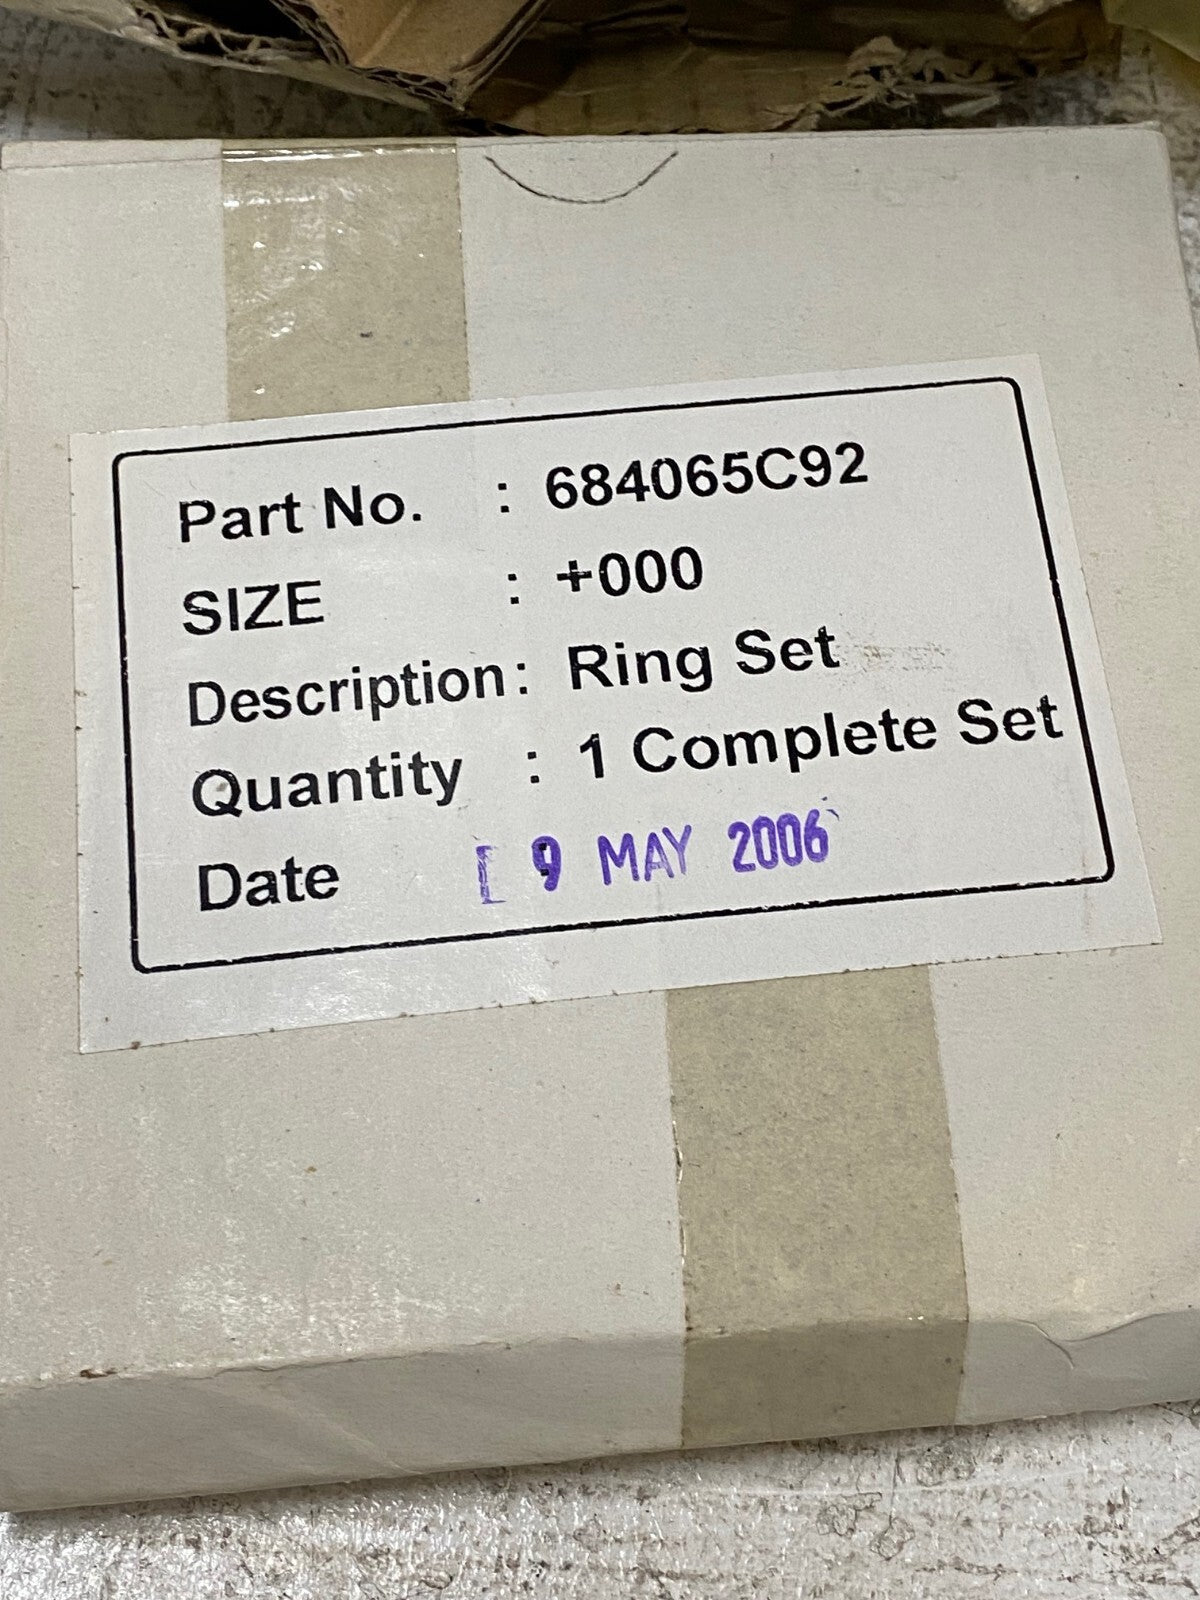 Part No. : 684065C92
SIZE : +000
Description : Ring Set
Quantity : 1 Complete Set
Date [ 9 MAY 2006